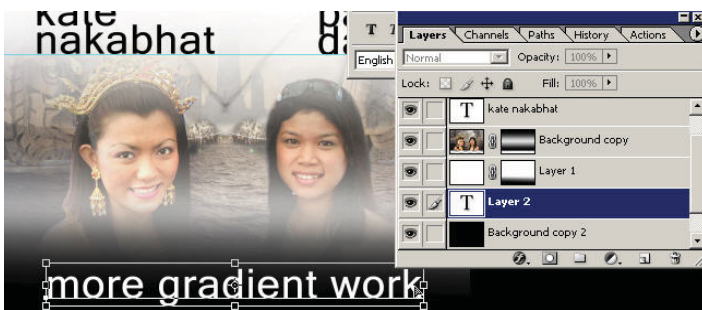 kate
nakabhat
more gradient work
English
Layers Channels Paths History Actions
Normal Opacity: 100%
Lock: Fill: 100%
T kate nakabhat
Background copy
Layer 1
T Layer 2
Background copy 2